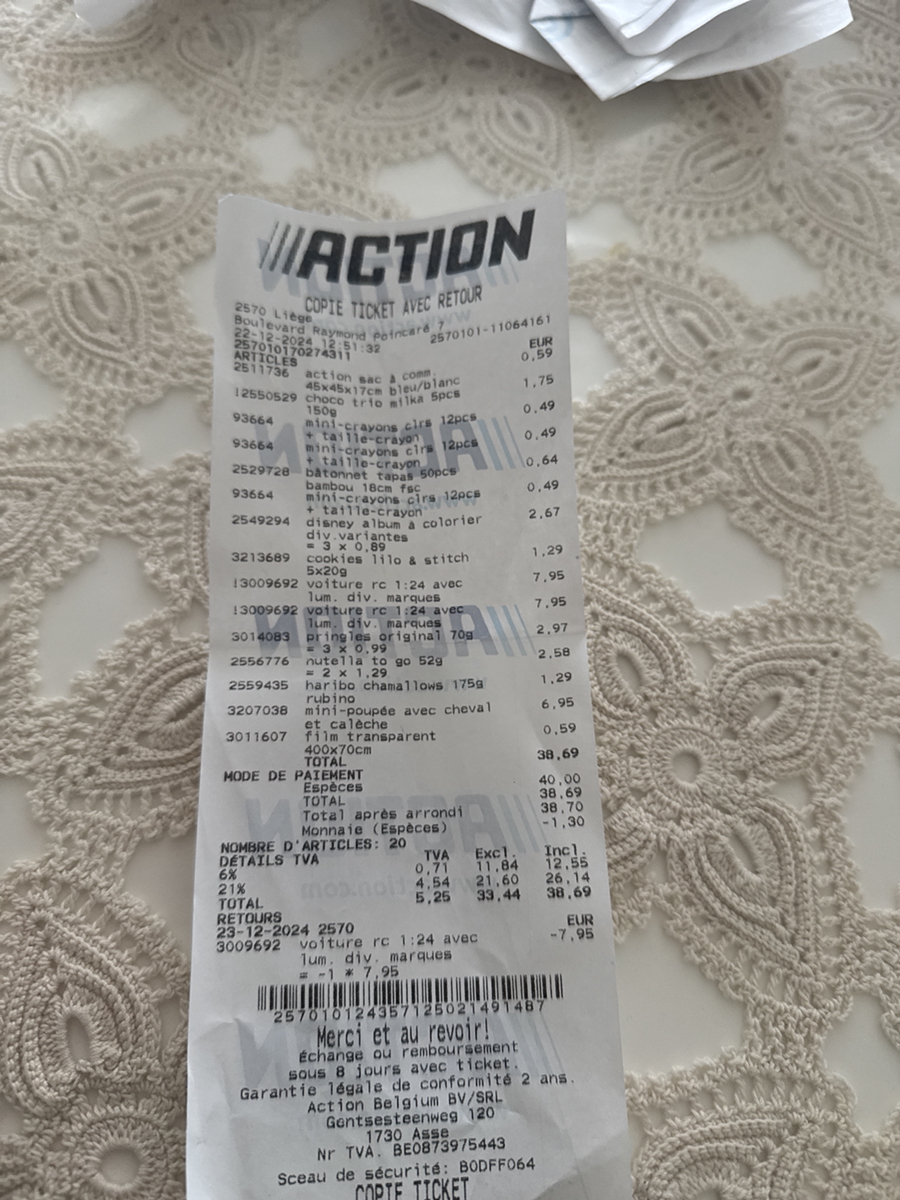 ACTION
COPIE TICKET AVEC RETOUR
2570 Liège
Boulevard Raymond Poincaré 7
22-12-2024 12:51:32 2570101-11064161
257010170274311 EUR
ARTICLES 0,59
2511736 action sac à comm.
45x45x17cm bleu/blanc
!2550529 choco trio milka 5pcs 1,75
150g
93664 mini-crayons clrs 12pcs 0,49
+ taille-crayon
93664 mini-crayons clrs 12pcs 0,49
+ taille-crayon
2529728 bâtonnet tapas 50pcs 0,64
bambou 18cm fsc
93664 mini-crayons clrs 12pcs 0,49
+ taille-crayon
2549294 disney album à colorier 2,67
div.variantes
= 3 x 0,89
3213689 cookies lilo & stitch 1,29
5x20g
!3009692 voiture rc 1:24 avec 7,95
lum. div. marques
!3009692 voiture rc 1:24 avec 7,95
lum. div. marques
3014083 pringles original 70g 2,97
= 3 x 0,99
2556776 nutella to go 52g 2,58
= 2 x 1,29
2559435 haribo chamallows 175g 1,29
rubino
3207038 mini-poupée avec cheval 6,95
et calèche
3011607 film transparent 0,59
400x70cm
TOTAL 38,69
MODE DE PAIEMENT
Espèces 40,00
TOTAL 38,69
Total après arrondi 38,70
Monnaie (Espèces) -1,30
NOMBRE D'ARTICLES: 20
DÉTAILS TVA TVA Excl. Incl.
6% 0,71 11,84 12,55
21% 4,54 21,60 26,14
TOTAL 5,25 33,44 38,69
RETOURS
23-12-2024 2570 EUR
3009692 voiture rc 1:24 avec -7,95
lum. div. marques
= -1 * 7,95
257010124357125021491487
Merci et au revoir!
Échange ou remboursement
sous 8 jours avec ticket.
Garantie légale de conformité 2 ans.
Action Belgium BV/SRL
Gentsesteenweg 120
1730 Asse
Nr TVA. BE0873975443
Sceau de sécurité: B0DFF064
COPIE TICKET